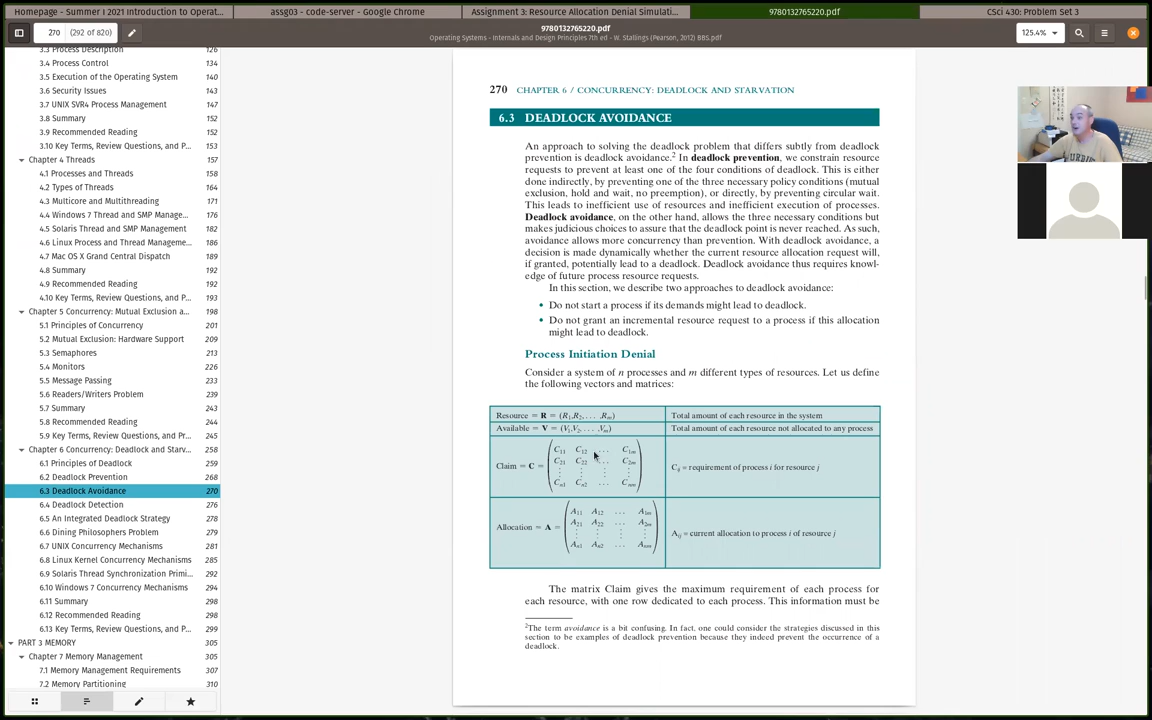 Homepage - Summer I 2021 Introduction to Operat...
assg03 - code-server - Google Chrome
Assignment 3: Resource Allocation Denial Simulati...
9780132765220.pdf
CSci 430: Problem Set 3
270 (292 of 820)
9780132765220.pdf
Operating Systems - Internals and Design Principles 7th ed - W. Stallings (Pearson, 2012) BBS.pdf
125.4%
3.3 Process Description 126
3.4 Process Control 134
3.5 Execution of the Operating System 140
3.6 Security Issues 143
3.7 UNIX SVR4 Process Management 147
3.8 Summary 152
3.9 Recommended Reading 152
3.10 Key Terms, Review Questions, and P... 153
Chapter 4 Threads 157
4.1 Processes and Threads 158
4.2 Types of Threads 164
4.3 Multicore and Multithreading 171
4.4 Windows 7 Thread and SMP Manage... 176
4.5 Solaris Thread and SMP Management 182
4.6 Linux Process and Thread Manageme... 186
4.7 Mac OS X Grand Central Dispatch 192
4.8 Summary 192
4.9 Recommended Reading 192
4.10 Key Terms, Review Questions, and P... 193
Chapter 5 Concurrency: Mutual Exclusion a... 198
5.1 Principles of Concurrency 201
5.2 Mutual Exclusion: Hardware Support 209
5.3 Semaphores 213
5.4 Monitors 226
5.5 Message Passing 233
5.6 Readers/Writers Problem 239
5.7 Summary 243
5.8 Recommended Reading 244
5.9 Key Terms, Review Questions, and Pr... 245
Chapter 6 Concurrency: Deadlock and Starv... 258
6.1 Principles of Deadlock 259
6.2 Deadlock Prevention 268
6.3 Deadlock Avoidance 270
6.4 Deadlock Detection 276
6.5 An Integrated Deadlock Strategy 278
6.6 Dining Philosophers Problem 279
6.7 UNIX Concurrency Mechanisms 281
6.8 Linux Kernel Concurrency Mechanisms 285
6.9 Solaris Thread Synchronization Primi... 292
6.10 Windows 7 Concurrency Mechanisms 294
6.11 Summary 298
6.12 Recommended Reading 298
6.13 Key Terms, Review Questions, and P... 299
PART 3 MEMORY 305
Chapter 7 Memory Management 305
7.1 Memory Management Requirements 307
7.2 Memory Partitioning 310
270 CHAPTER 6 / CONCURRENCY: DEADLOCK AND STARVATION
6.3 DEADLOCK AVOIDANCE
An approach to solving the deadlock problem that differs subtly from deadlock
prevention is deadlock avoidance.2 In deadlock prevention, we constrain resource
requests to prevent at least one of the four conditions of deadlock. This is either
done indirectly, by preventing one of the three necessary policy conditions (mutual
exclusion, hold and wait, no preemption), or directly, by preventing circular wait.
This leads to inefficient use of resources and inefficient execution of processes.
Deadlock avoidance, on the other hand, allows the three necessary conditions but
makes judicious choices to assure that the deadlock point is never reached. As such,
avoidance allows more concurrency than prevention. With deadlock avoidance, a
decision is made dynamically whether the current resource allocation request will,
if granted, potentially lead to a deadlock. Deadlock avoidance thus requires knowl-
edge of future process resource requests.
In this section, we describe two approaches to deadlock avoidance:
• Do not start a process if its demands might lead to deadlock.
• Do not grant an incremental resource request to a process if this allocation
might lead to deadlock.
Process Initiation Denial
Consider a system of n processes and m different types of resources. Let us define
the following vectors and matrices:
Resource = R = (R1,R2,. . . ,Rm) Total amount of each resource in the system
Available = V = (V1,V2,. . . ,Vm) Total amount of each resource not allocated to any process
C11 C12 . . . C1m
C21 C22 . . . C2m
Claim = C = Cij = requirement of process i for resource j
⋮ ⋮ ⋮ ⋮
Cn1 Cn2 . . . Cnm
A11 A12 . . . A1m
A21 A22 . . . A2m
Allocation = A = Aij = current allocation to process i of resource j
⋮ ⋮ ⋮ ⋮
An1 An2 . . . Anm
The matrix Claim gives the maximum requirement of each process for
each resource, with one row dedicated to each process. This information must be
2The term avoidance is a bit confusing. In fact, one could consider the strategies discussed in this
section to be examples of deadlock prevention because they indeed prevent the occurrence of a
deadlock.